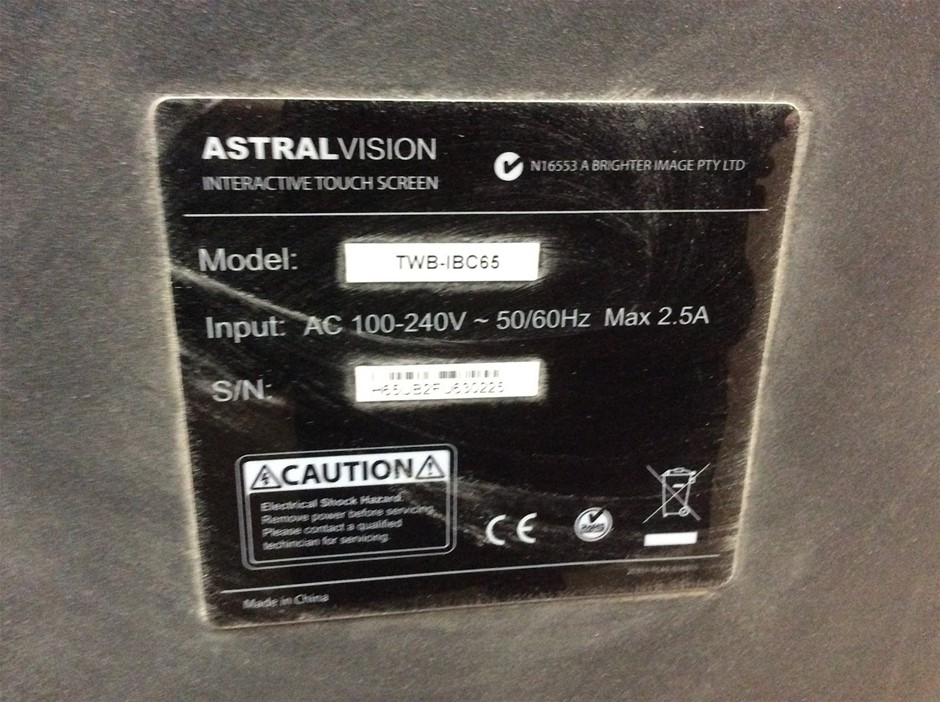 ASTRALVISION
INTERACTIVE TOUCH SCREEN
N16553 A BRIGHTER IMAGE PTY LTD
Model: TWB-IBC65
Input: AC 100-240V ~ 50/60Hz Max 2.5A
S/N:
CAUTION
Electrical Shock Hazard.
Remove power before servicing.
Please contact a qualified
techincian for servicing.
CE
RoHS
Made in China